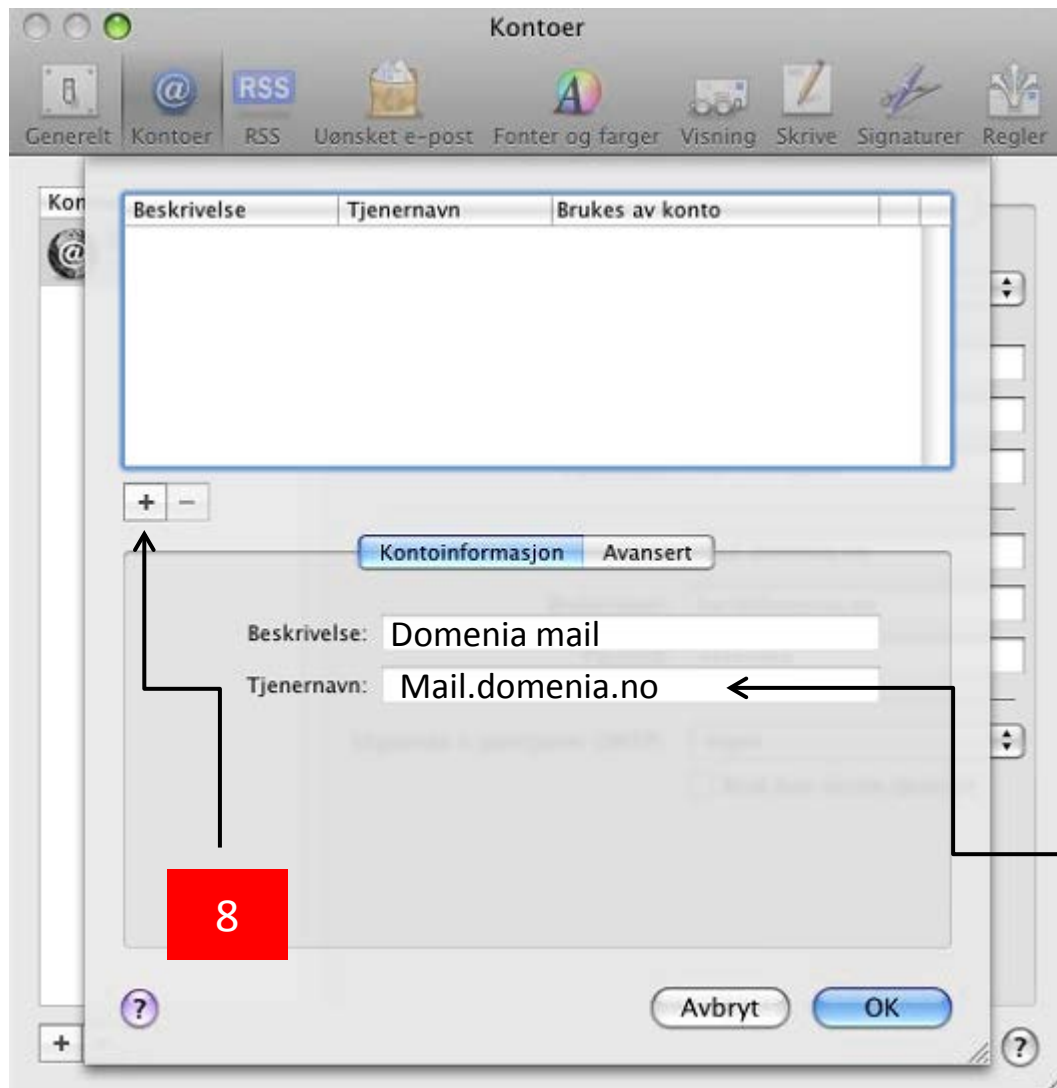 Kontoer
Generelt Kontoer RSS Uønsket e-post Fonter og farger Visning Skrive Signaturer Regler
Kon
Beskrivelse Tjenernavn Brukes av konto
+ −
Kontoinformasjon Avansert
Beskrivelse: Domenia mail
Tjenernavn: Mail.domenia.no
8
? Avbryt OK
+ ?